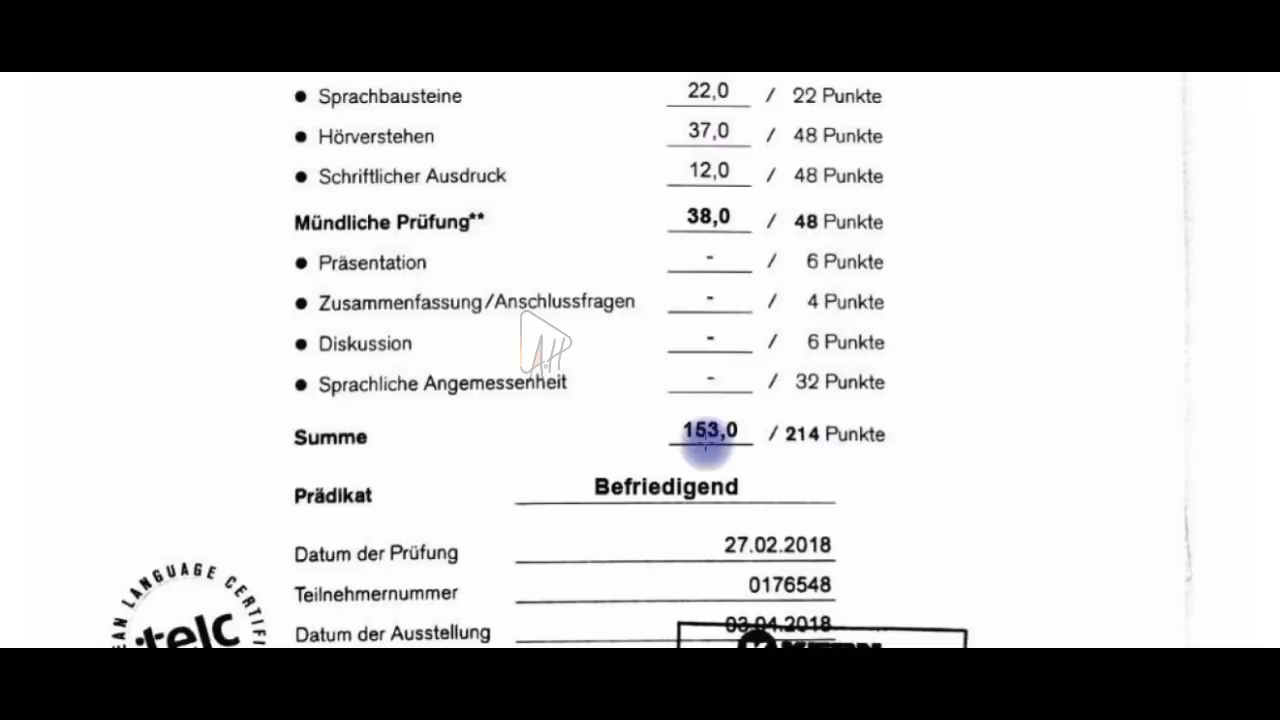 ● Sprachbausteine 22,0 / 22 Punkte
● Hörverstehen 37,0 / 48 Punkte
● Schriftlicher Ausdruck 12,0 / 48 Punkte
Mündliche Prüfung** 38,0 / 48 Punkte
● Präsentation - / 6 Punkte
● Zusammenfassung/Anschlussfragen - / 4 Punkte
● Diskussion - / 6 Punkte
● Sprachliche Angemessenheit - / 32 Punkte
AH
Summe 153,0 / 214 Punkte
Prädikat Befriedigend
Datum der Prüfung 27.02.2018
Teilnehmernummer 0176548
Datum der Ausstellung 03.04.2018
LANGUAGE
telc